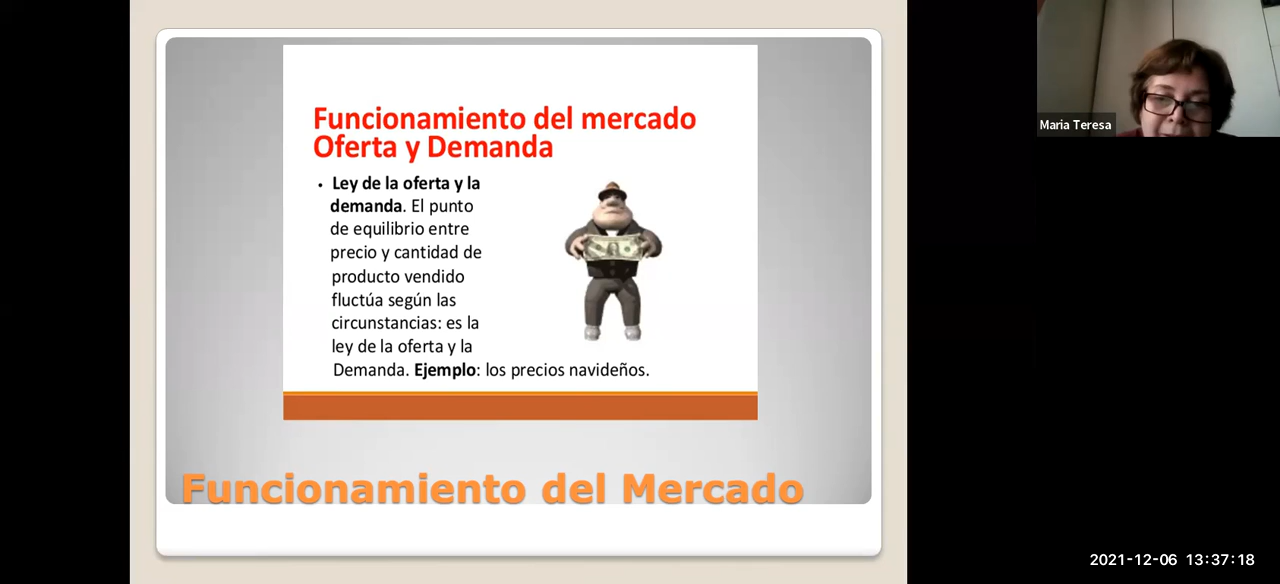 Funcionamiento del mercado
Oferta y Demanda
• Ley de la oferta y la
demanda. El punto
de equilibrio entre
precio y cantidad de
producto vendido
fluctúa según las
circunstancias: es la
ley de la oferta y la
Demanda. Ejemplo: los precios navideños.
Funcionamiento del Mercado
Maria Teresa
2021-12-06 13:37:18